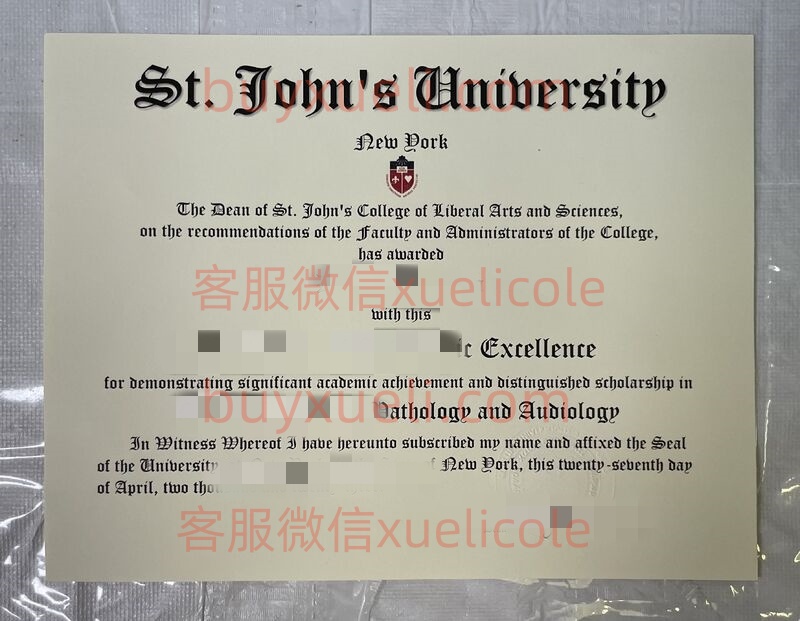 St. John's University
buyxueli.com
New York
The Dean of St. John's College of Liberal Arts and Sciences,
on the recommendations of the Faculty and Administrators of the College,
has awarded
客服微信xuelicole
with this
Excellence
for demonstrating significant academic achievement and distinguished scholarship in
buyxueli.com
Pathology and Audiology
In Witness Whereof I have hereunto subscribed my name and affixed the Seal
of the University New York, this twenty-seventh day
of April, two
客服微信xuelicole